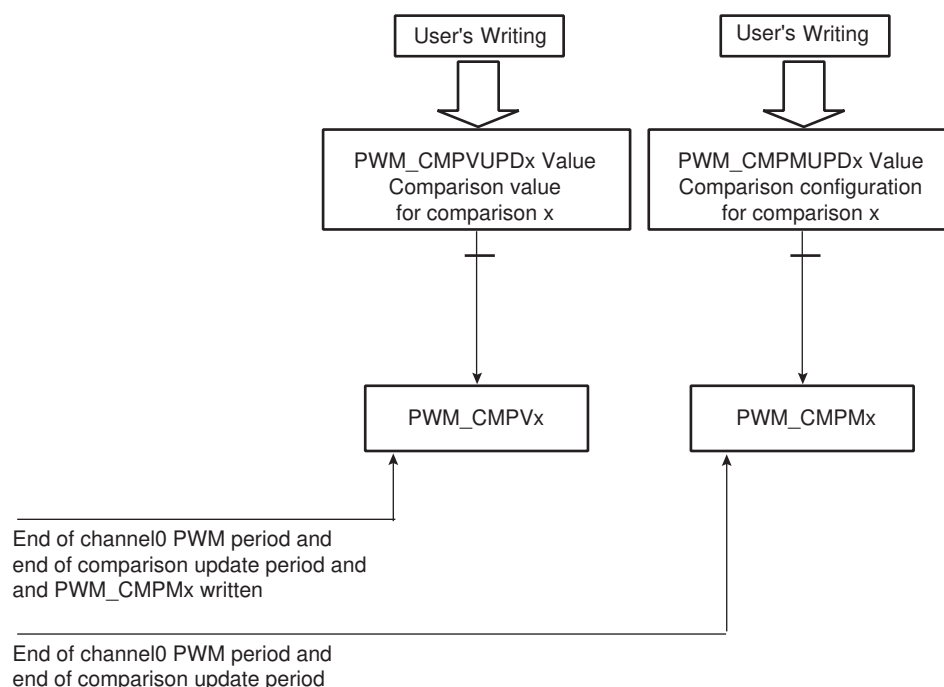 User's Writing
User's Writing
PWM_CMPVUPDx Value
Comparison value
for comparison x
PWM_CMPMUPDx Value
Comparison configuration
for comparison x
PWM_CMPVx
PWM_CMPMx
End of channel0 PWM period and
end of comparison update period and
and PWM_CMPMx written
End of channel0 PWM period and
end of comparison update period